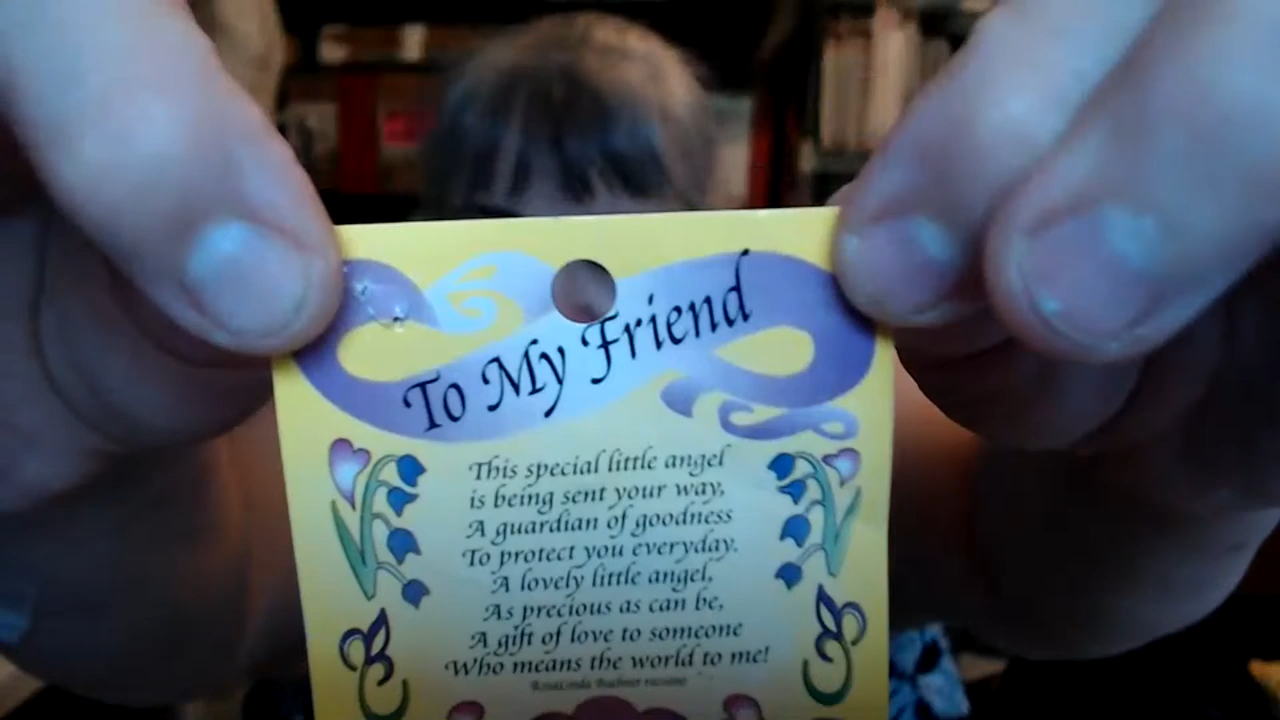 To My Friend
This special little angel
is being sent your way,
A guardian of goodness
To protect you everyday.
A lovely little angel,
As precious as can be,
A gift of love to someone
Who means the world to me!